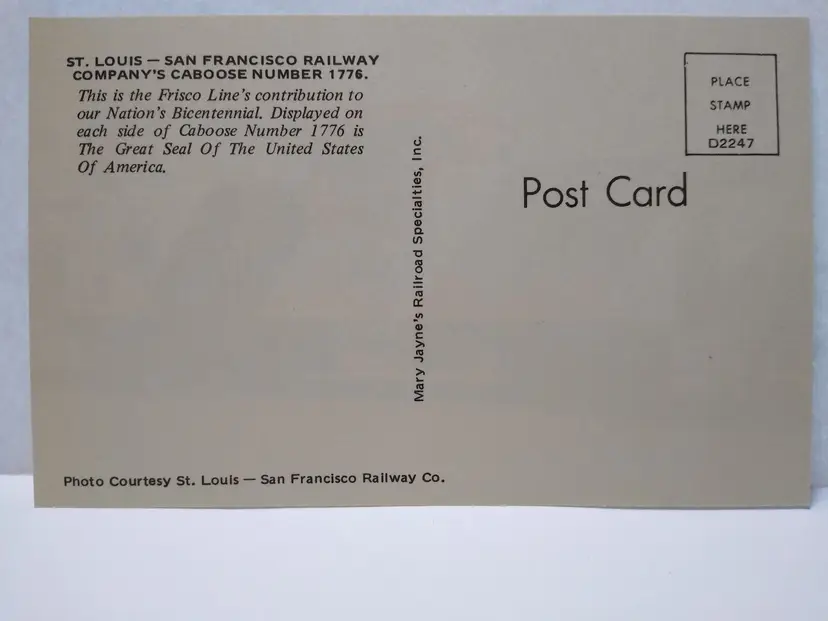 ST. LOUIS — SAN FRANCISCO RAILWAY
COMPANY'S CABOOSE NUMBER 1776.
This is the Frisco Line's contribution to
our Nation's Bicentennial. Displayed on
each side of Caboose Number 1776 is
The Great Seal Of The United States
Of America.
Photo Courtesy St. Louis — San Francisco Railway Co.
Mary Jayne's Railroad Specialties, Inc.
PLACE
STAMP
HERE
D2247
Post Card